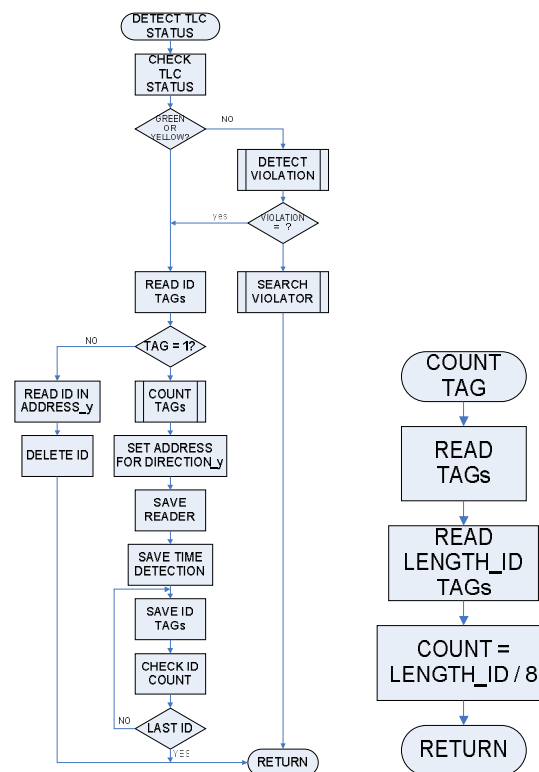 DETECT TLC
STATUS
CHECK
TLC
STATUS
GREEN
OR
YELLOW?
NO
DETECT
VIOLATION
VIOLATION
= ?
yes
READ ID
TAGs
SEARCH
VIOLATOR
TAG = 1?
NO
READ ID IN
ADDRESS_y
COUNT
TAGs
DELETE ID
SET ADDRESS
FOR DIRECTION_y
SAVE
READER
SAVE TIME
DETECTION
SAVE ID
TAGs
CHECK ID
COUNT
LAST ID
NO
YES
RETURN
COUNT
TAG
READ
TAGs
READ
LENGTH_ID
TAGs
COUNT =
LENGTH_ID / 8
RETURN